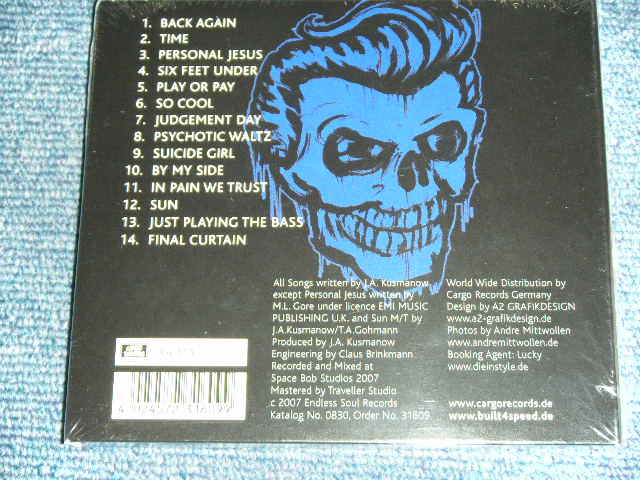 1. BACK AGAIN
2. TIME
3. PERSONAL JESUS
4. SIX FEET UNDER
5. PLAY OR PAY
6. SO COOL
7. JUDGEMENT DAY
8. PSYCHOTIC WALTZ
9. SUICIDE GIRL
10. BY MY SIDE
11. IN PAIN WE TRUST
12. SUN
13. JUST PLAYING THE BASS
14. FINAL CURTAIN
All Songs written by J.A. Kusmanow
except Personal Jesus written by
M.L. Gore under licence EMI MUSIC
PUBLISHING U.K. and Sun M/T by
J.A.Kusmanow/T.A.Gohmann
Produced by J.A. Kusmanow
Engineering by Claus Brinkmann
Recorded and Mixed at
Space Bob Studios 2007
Mastered by Traveller Studio
c 2007 Endless Soul Records
Katalog No. 0830, Order No. 31609
World Wide Distribution by
Cargo Records Germany
Design by A2 GRAFIKDESIGN
www.a2-grafikdesign.de
Photos by Andre Mittwollen
www.andremittwollen.de
Booking Agent: Lucky
www.dieinstyle.de
www.cargorecords.de
www.built4speed.de
4 024572 316099